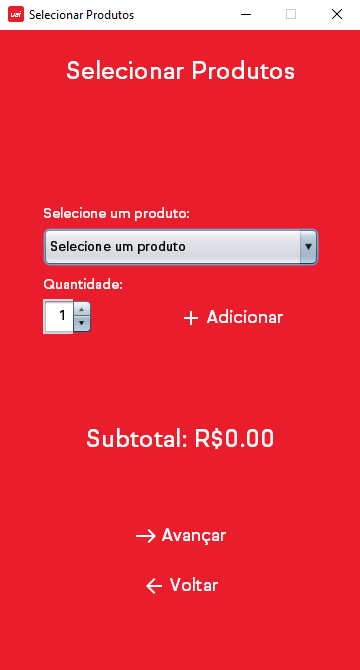 Selecionar Produtos
Selecionar Produtos
Selecione um produto:
Selecione um produto
Quantidade:
1
Adicionar
Subtotal: R$0.00
Avançar
Voltar